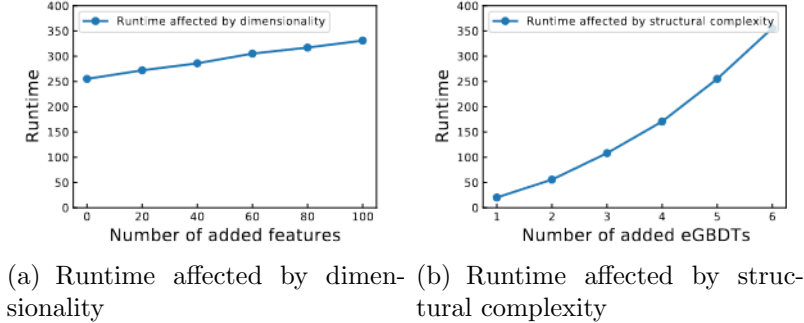 Runtime affected by dimensionality
400
350
300
250
200
150
100
50
0
Runtime
0 20 40 60 80 100
Number of added features
Runtime affected by structural complexity
400
350
300
250
200
150
100
50
0
Runtime
1 2 3 4 5 6
Number of added eGBDTs
(a) Runtime affected by dimen-
sionality
(b) Runtime affected by struc-
tural complexity